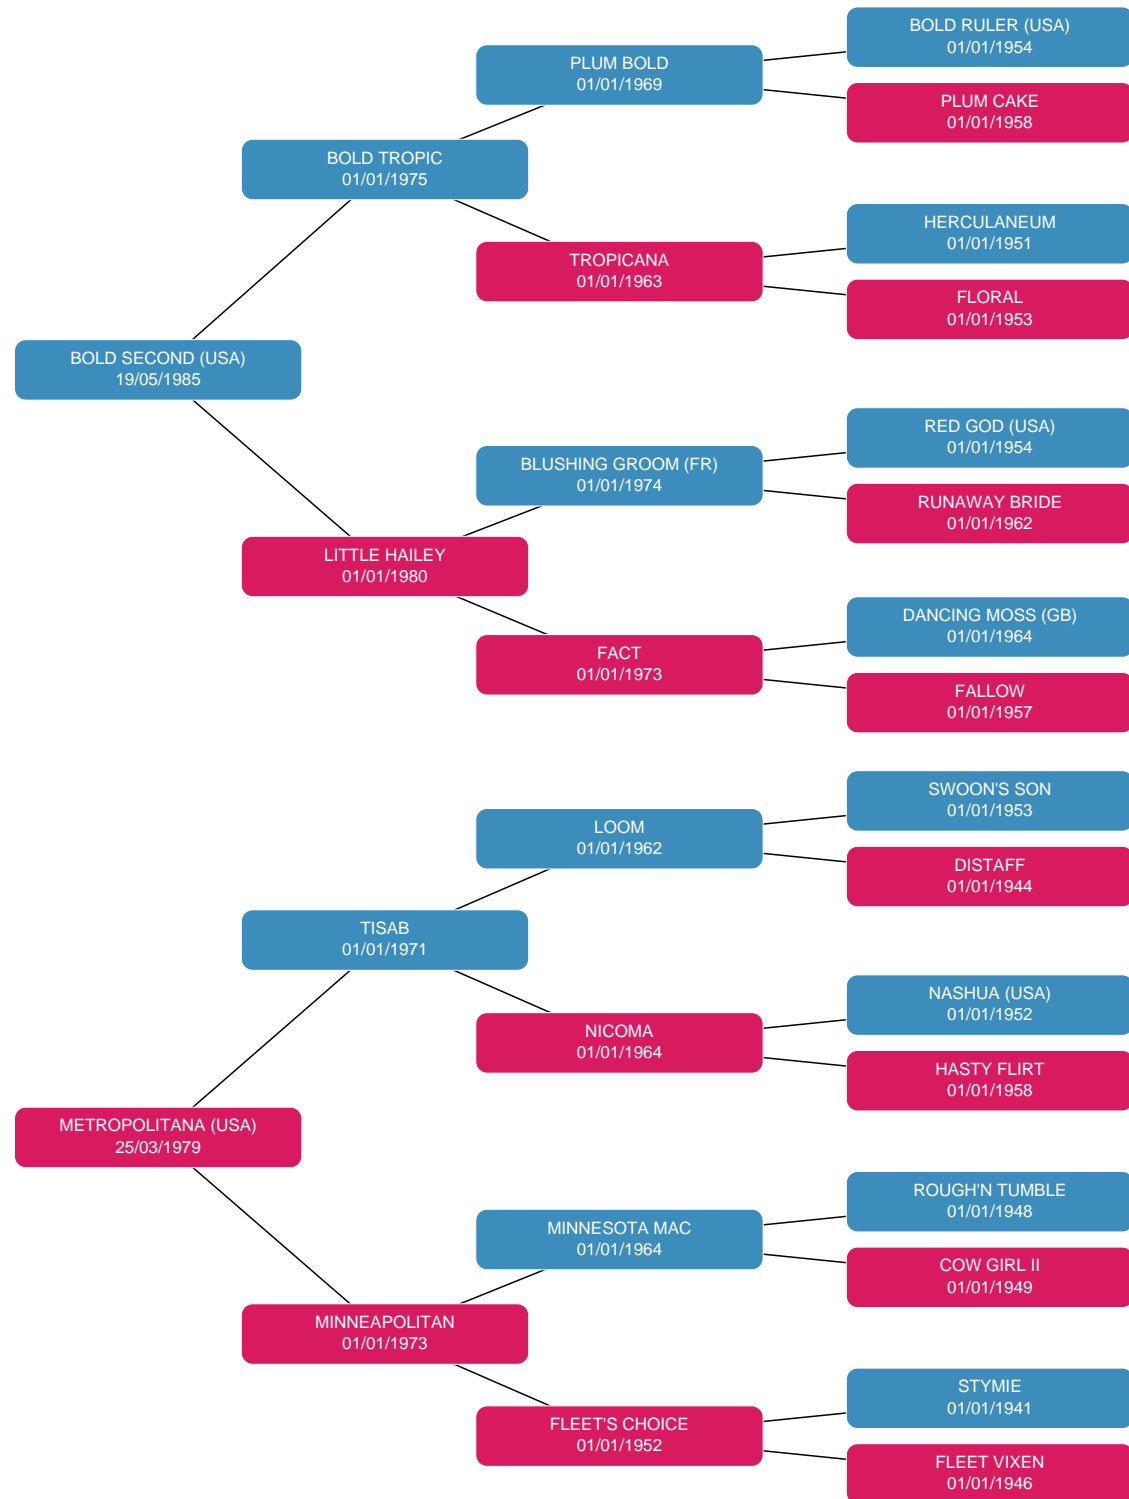 BOLD RULER (USA)
01/01/1954
PLUM BOLD
01/01/1969
PLUM CAKE
01/01/1958
BOLD TROPIC
01/01/1975
HERCULANEUM
01/01/1951
TROPICANA
01/01/1963
FLORAL
01/01/1953
BOLD SECOND (USA)
19/05/1985
RED GOD (USA)
01/01/1954
BLUSHING GROOM (FR)
01/01/1974
RUNAWAY BRIDE
01/01/1962
LITTLE HAILEY
01/01/1980
DANCING MOSS (GB)
01/01/1964
FACT
01/01/1973
FALLOW
01/01/1957
SWOON'S SON
01/01/1953
LOOM
01/01/1962
DISTAFF
01/01/1944
TISAB
01/01/1971
NASHUA (USA)
01/01/1952
NICOMA
01/01/1964
HASTY FLIRT
01/01/1958
METROPOLITANA (USA)
25/03/1979
ROUGH'N TUMBLE
01/01/1948
MINNESOTA MAC
01/01/1964
COW GIRL II
01/01/1949
MINNEAPOLITAN
01/01/1973
STYMIE
01/01/1941
FLEET'S CHOICE
01/01/1952
FLEET VIXEN
01/01/1946